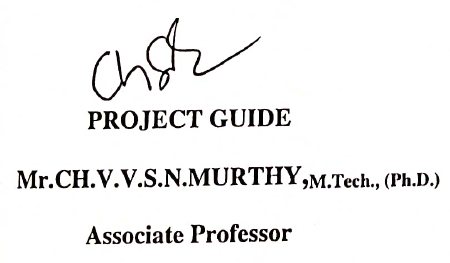 PROJECT GUIDE
Mr.CH.V.V.S.N.MURTHY,M.Tech., (Ph.D.)
Associate Professor